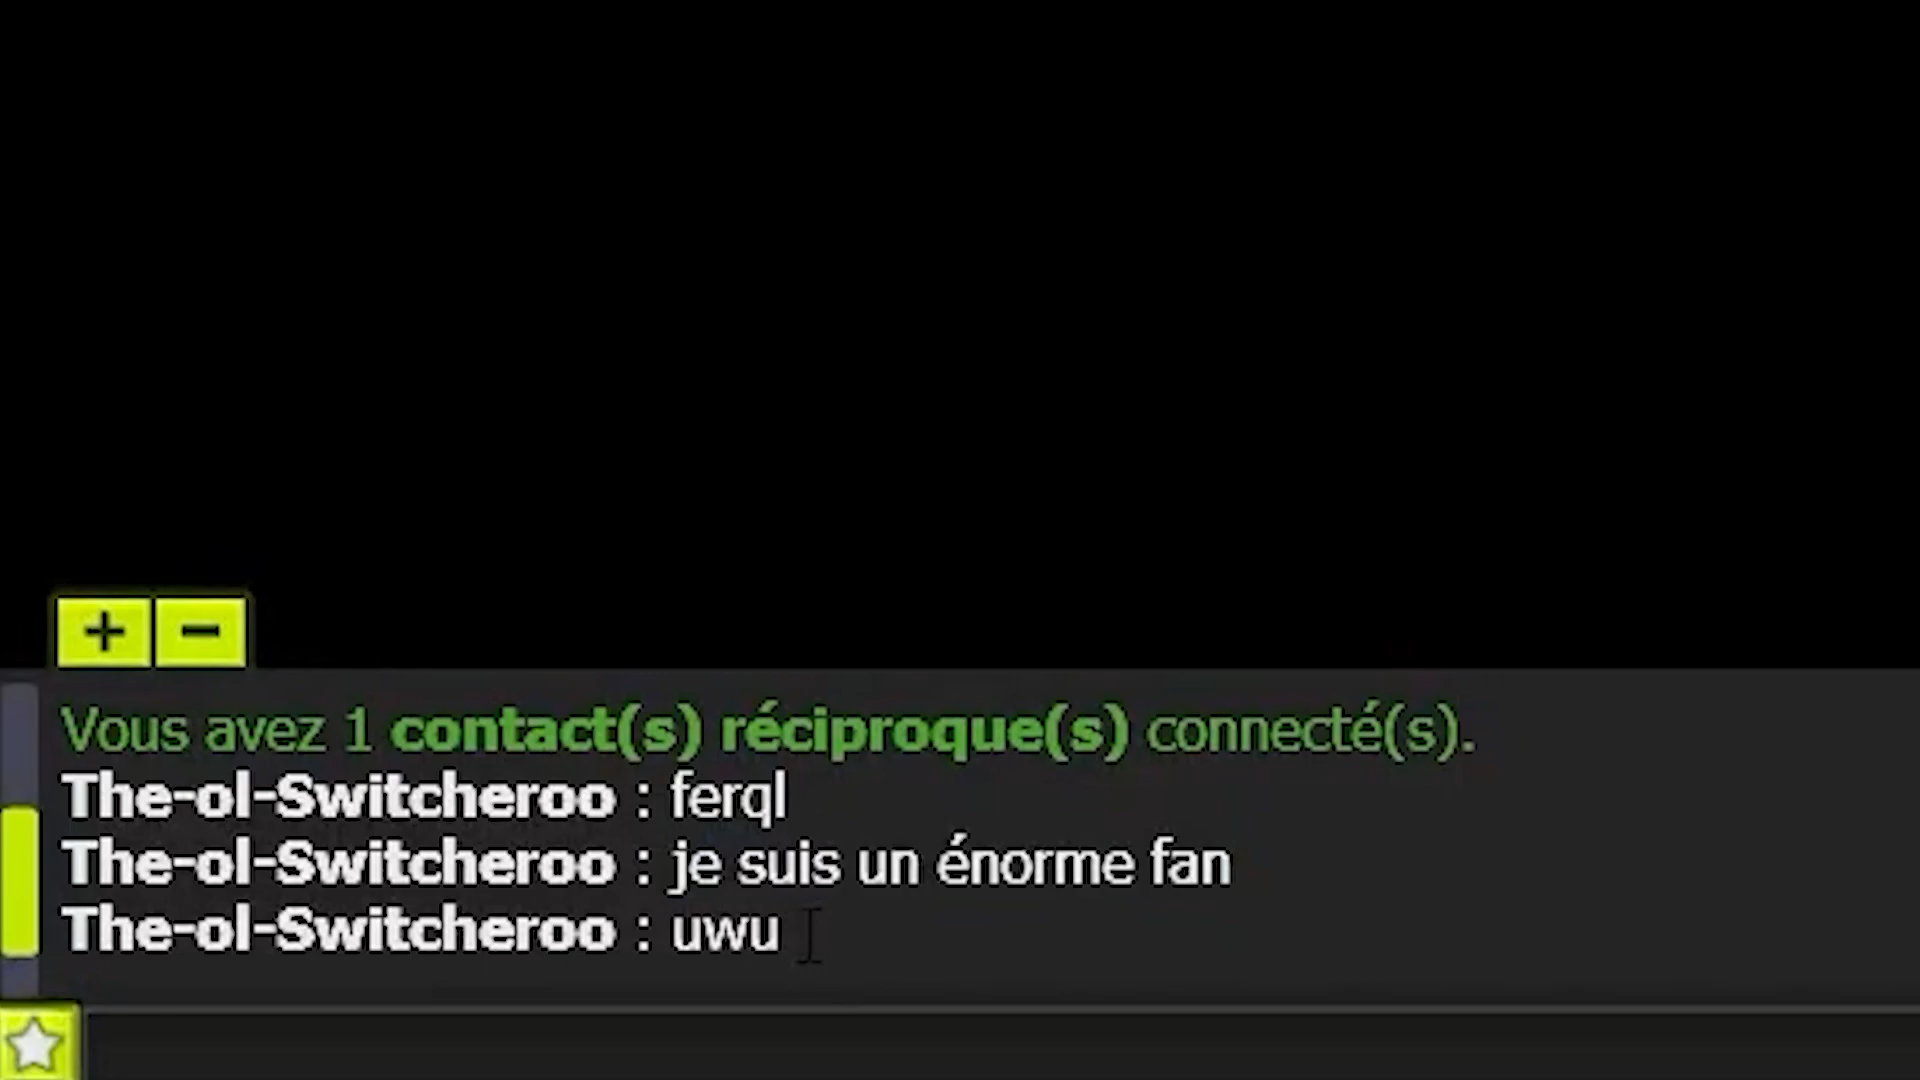 + −
Vous avez 1 contact(s) réciproque(s) connecté(s).
The-ol-Switcheroo : ferql
The-ol-Switcheroo : je suis un énorme fan
The-ol-Switcheroo : uwu